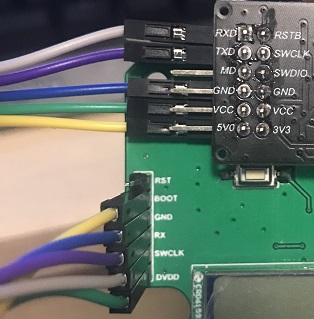 RXD RSTB
TXD SWCLK
MD SWDIO
GND GND
VCC VCC
5V0 3V3
RST
BOOT
GND
RX
SWCLK
DVDD